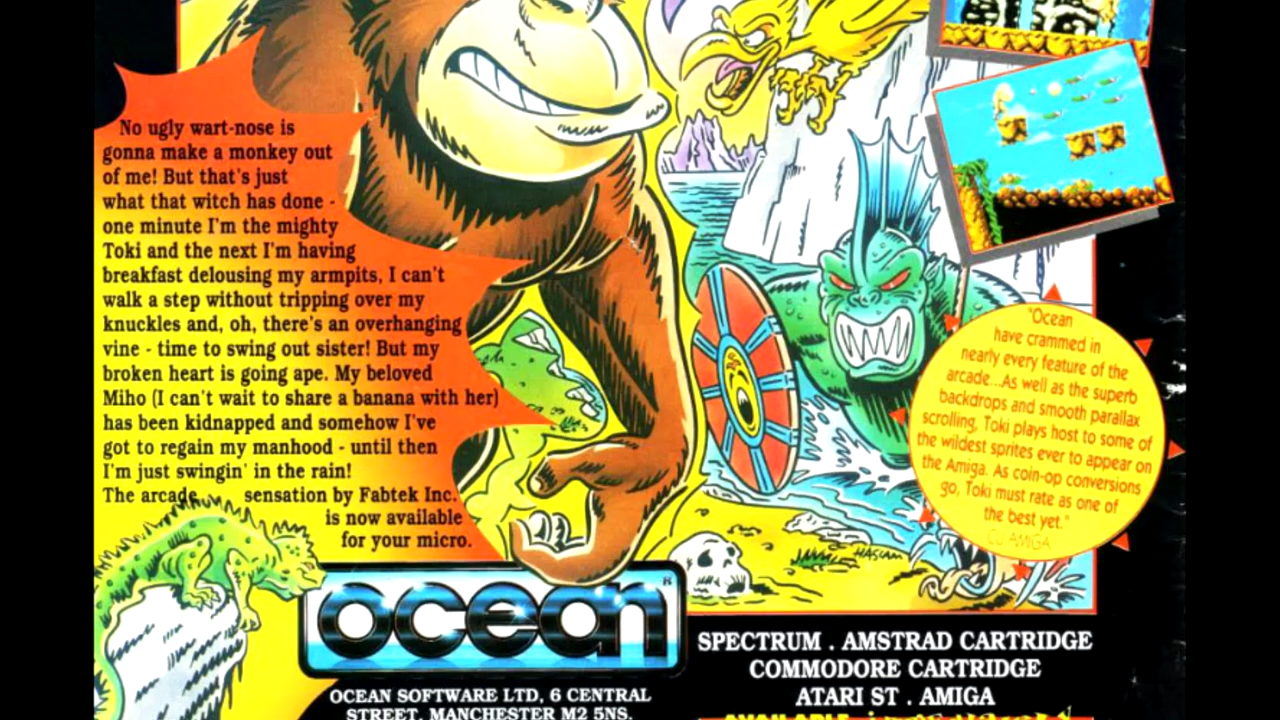 No ugly wart-nose is
gonna make a monkey out
of me! But that's just
what that witch has done -
one minute I'm the mighty
Toki and the next I'm having
breakfast delousing my armpits, I can't
walk a step without tripping over my
knuckles and, oh, there's an overhanging
vine - time to swing out sister! But my
broken heart is going ape. My beloved
Miho (I can't wait to share a banana with her)
has been kidnapped and somehow I've
got to regain my manhood - until then
I'm just swingin' in the rain!
The arcade sensation by Fabtek Inc.
is now available
for your micro.
"Ocean
have crammed in
nearly every feature of the
arcade...As well as the superb
backdrops and smooth parallax
scrolling, Toki plays host to some of
the wildest sprites ever to appear on
the Amiga. As coin-op conversions
go, Toki must rate as one of
the best yet."
CU AMIGA
HASLAM
ocean®
OCEAN SOFTWARE LTD, 6 CENTRAL
STREET, MANCHESTER M2 5NS.
SPECTRUM . AMSTRAD CARTRIDGE
COMMODORE CARTRIDGE
ATARI ST . AMIGA
AVAILABLE